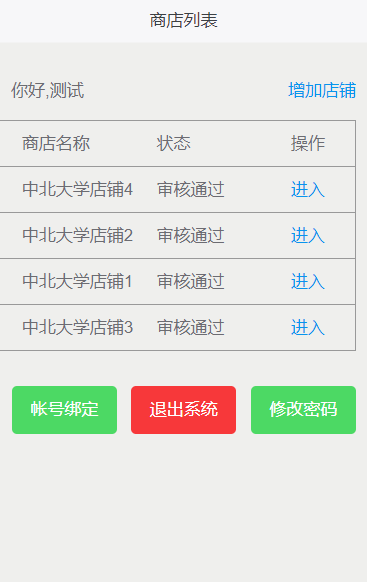 商店列表
你好,测试 增加店铺
商店名称 状态 操作
中北大学店铺4 审核通过 进入
中北大学店铺2 审核通过 进入
中北大学店铺1 审核通过 进入
中北大学店铺3 审核通过 进入
帐号绑定 退出系统 修改密码